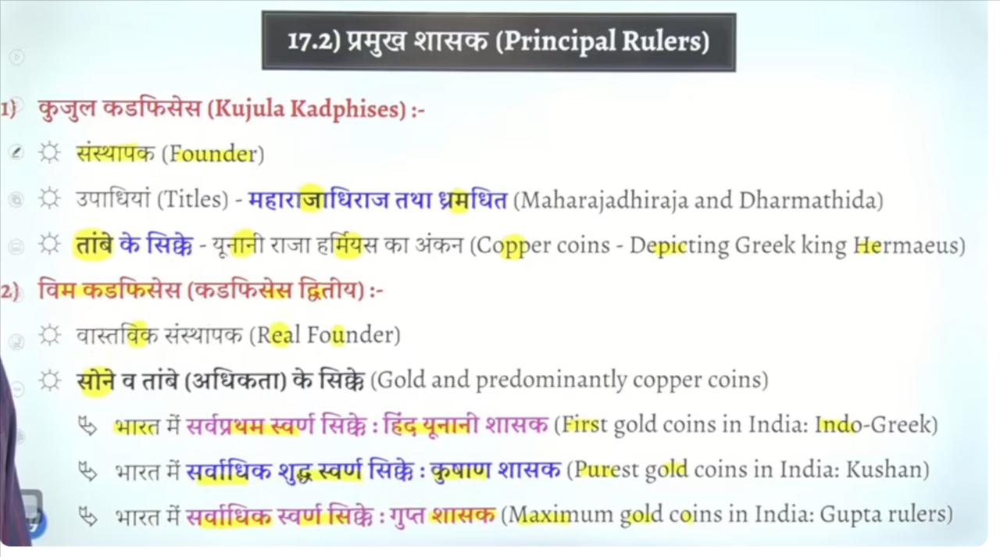 17.2) प्रमुख शासक (Principal Rulers)
1) कुजुल कडफिसेस (Kujula Kadphises) :-
संस्थापक (Founder)
उपाधियां (Titles) - महाराजाधिराज तथा ध्रमधित (Maharajadhiraja and Dharmathida)
तांबे के सिक्के - यूनानी राजा हर्मियस का अंकन (Copper coins - Depicting Greek king Hermaeus)
2) विम कडफिसेस (कडफिसेस द्वितीय) :-
वास्तविक संस्थापक (Real Founder)
सोने व तांबे (अधिकता) के सिक्के (Gold and predominantly copper coins)
भारत में सर्वप्रथम स्वर्ण सिक्के : हिंद यूनानी शासक (First gold coins in India: Indo-Greek)
भारत में सर्वाधिक शुद्ध स्वर्ण सिक्के : कुषाण शासक (Purest gold coins in India: Kushan)
भारत में सर्वाधिक स्वर्ण सिक्के : गुप्त शासक (Maximum gold coins in India: Gupta rulers)